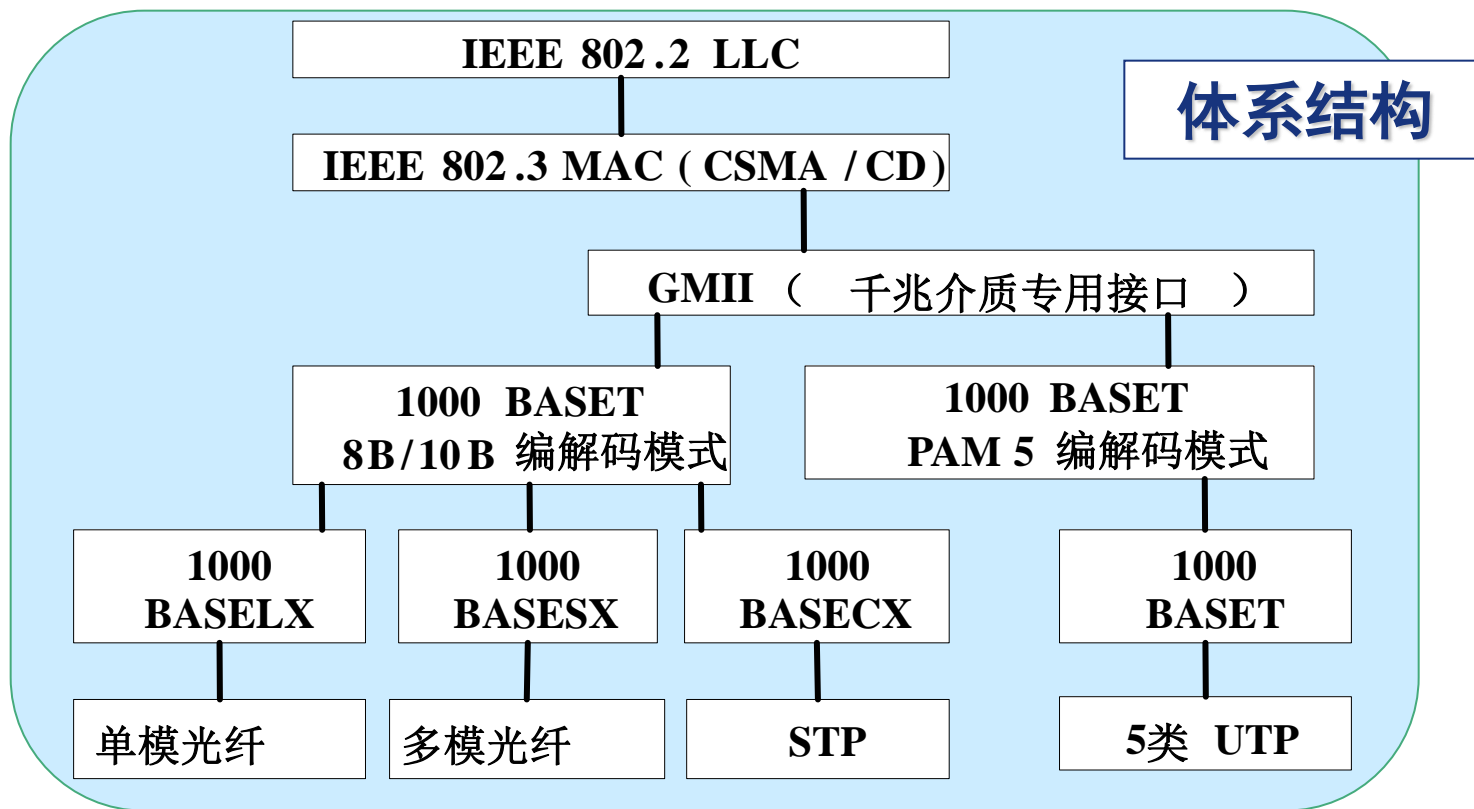 IEEE 802.2 LLC
体系结构
IEEE 802.3 MAC ( CSMA / CD )
GMII （ 千兆介质专用接口 ）
1000 BASET
8B/10B 编解码模式
1000 BASET
PAM 5 编解码模式
1000
BASELX
1000
BASESX
1000
BASECX
1000
BASET
单模光纤
多模光纤
STP
5类 UTP